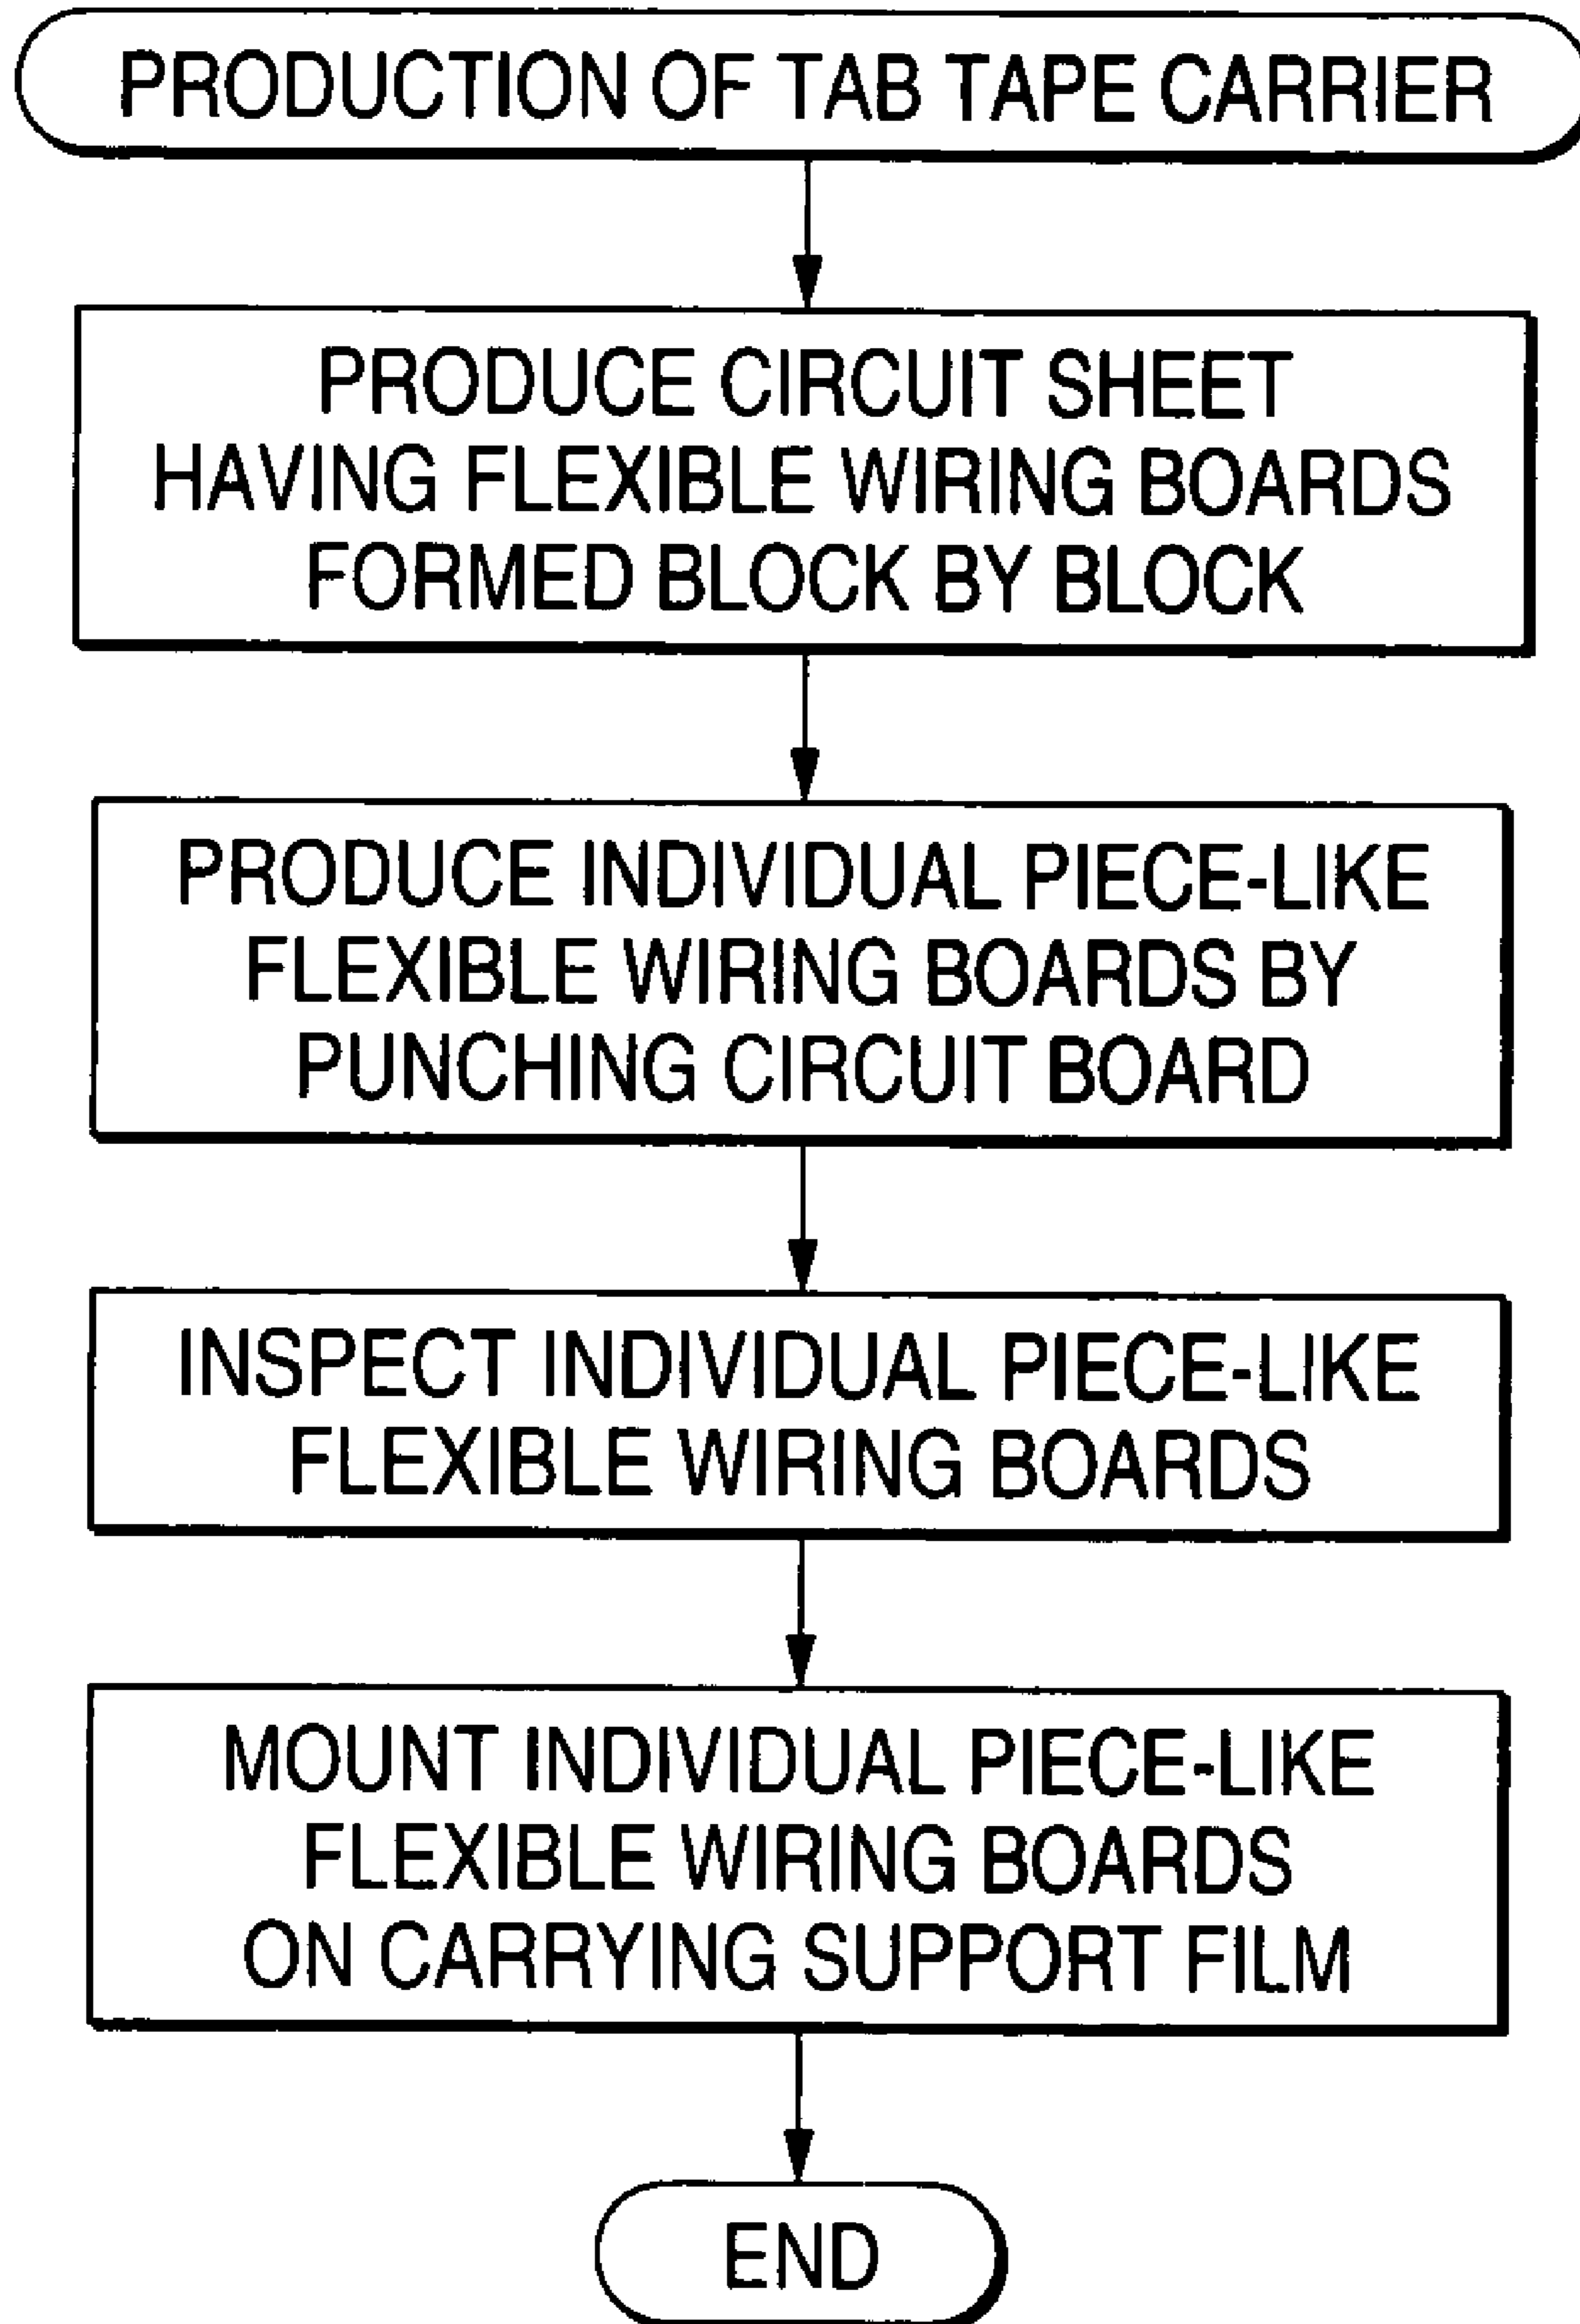 PRODUCTION OF TAB TAPE CARRIER
PRODUCE CIRCUIT SHEET
HAVING FLEXIBLE WIRING BOARDS
FORMED BLOCK BY BLOCK
PRODUCE INDIVIDUAL PIECE-LIKE
FLEXIBLE WIRING BOARDS BY
PUNCHING CIRCUIT BOARD
INSPECT INDIVIDUAL PIECE-LIKE
FLEXIBLE WIRING BOARDS
MOUNT INDIVIDUAL PIECE-LIKE
FLEXIBLE WIRING BOARDS
ON CARRYING SUPPORT FILM
END